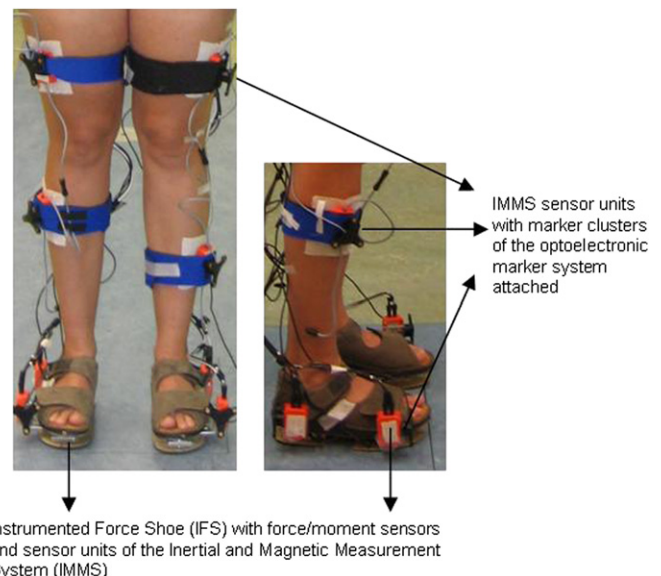 IMMS sensor units
with marker clusters
of the optoelectronic
marker system
attached
nstrumented Force Shoe (IFS) with force/moment sensors
nd sensor units of the Inertial and Magnetic Measurement
ystem (IMMS)